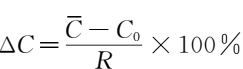 ΔC = (C̅ − C₀) / R × 100 %